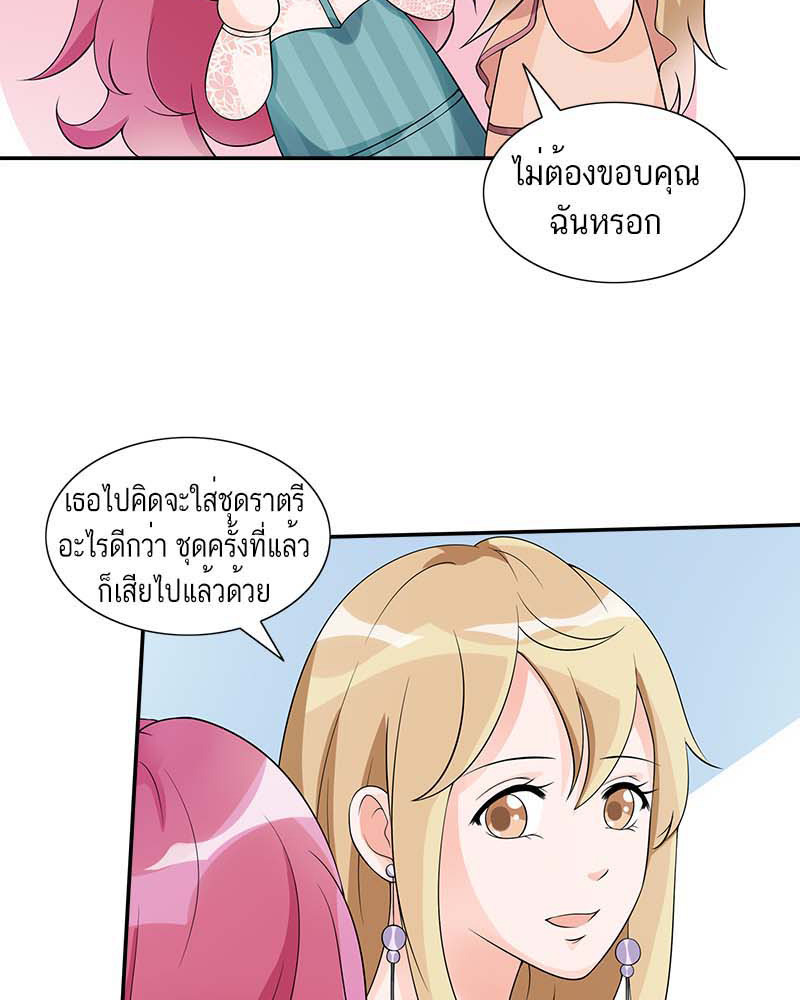 ไม่ต้องขอบคุณ
ฉันหรอก
เธอไปคิดจะใส่ชุดราตรี
อะไรดีกว่า ชุดครั้งที่แล้ว
ก็เสียไปแล้วด้วย